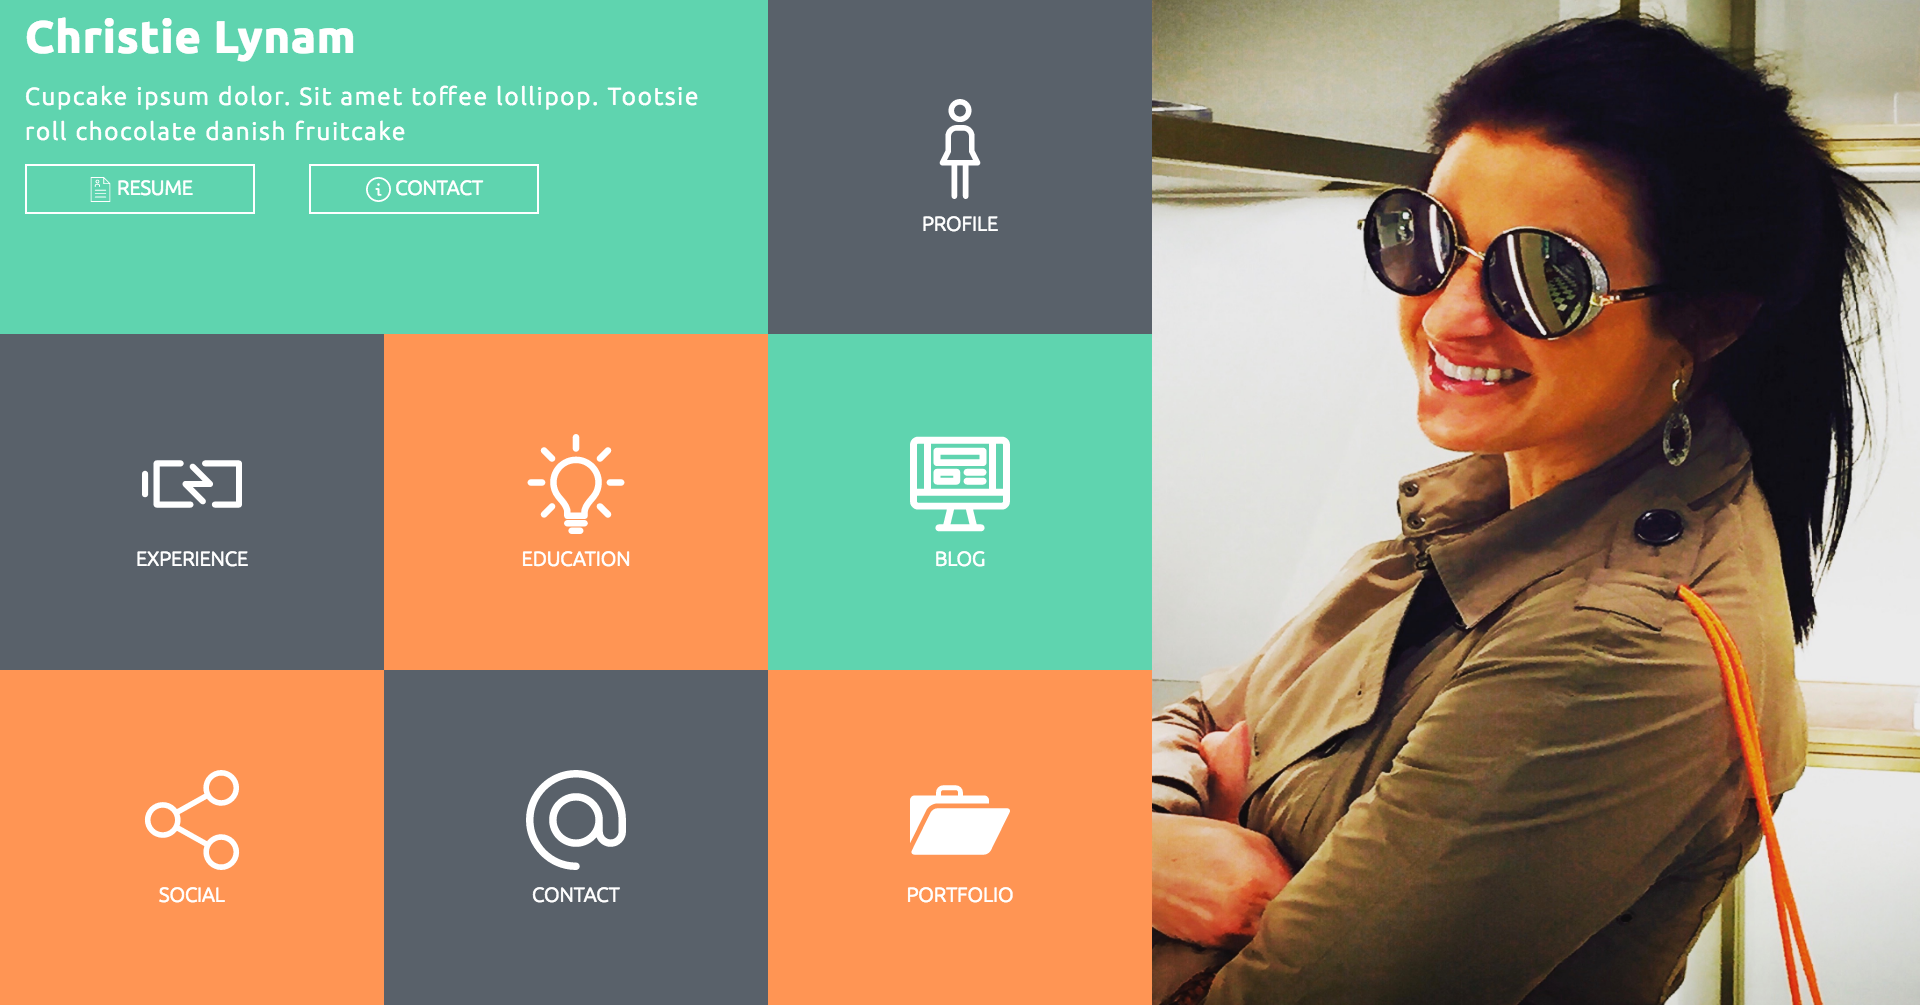 Christie Lynam
Cupcake ipsum dolor. Sit amet toffee lollipop. Tootsie
roll chocolate danish fruitcake
RESUME
CONTACT
PROFILE
EXPERIENCE
EDUCATION
BLOG
SOCIAL
CONTACT
PORTFOLIO